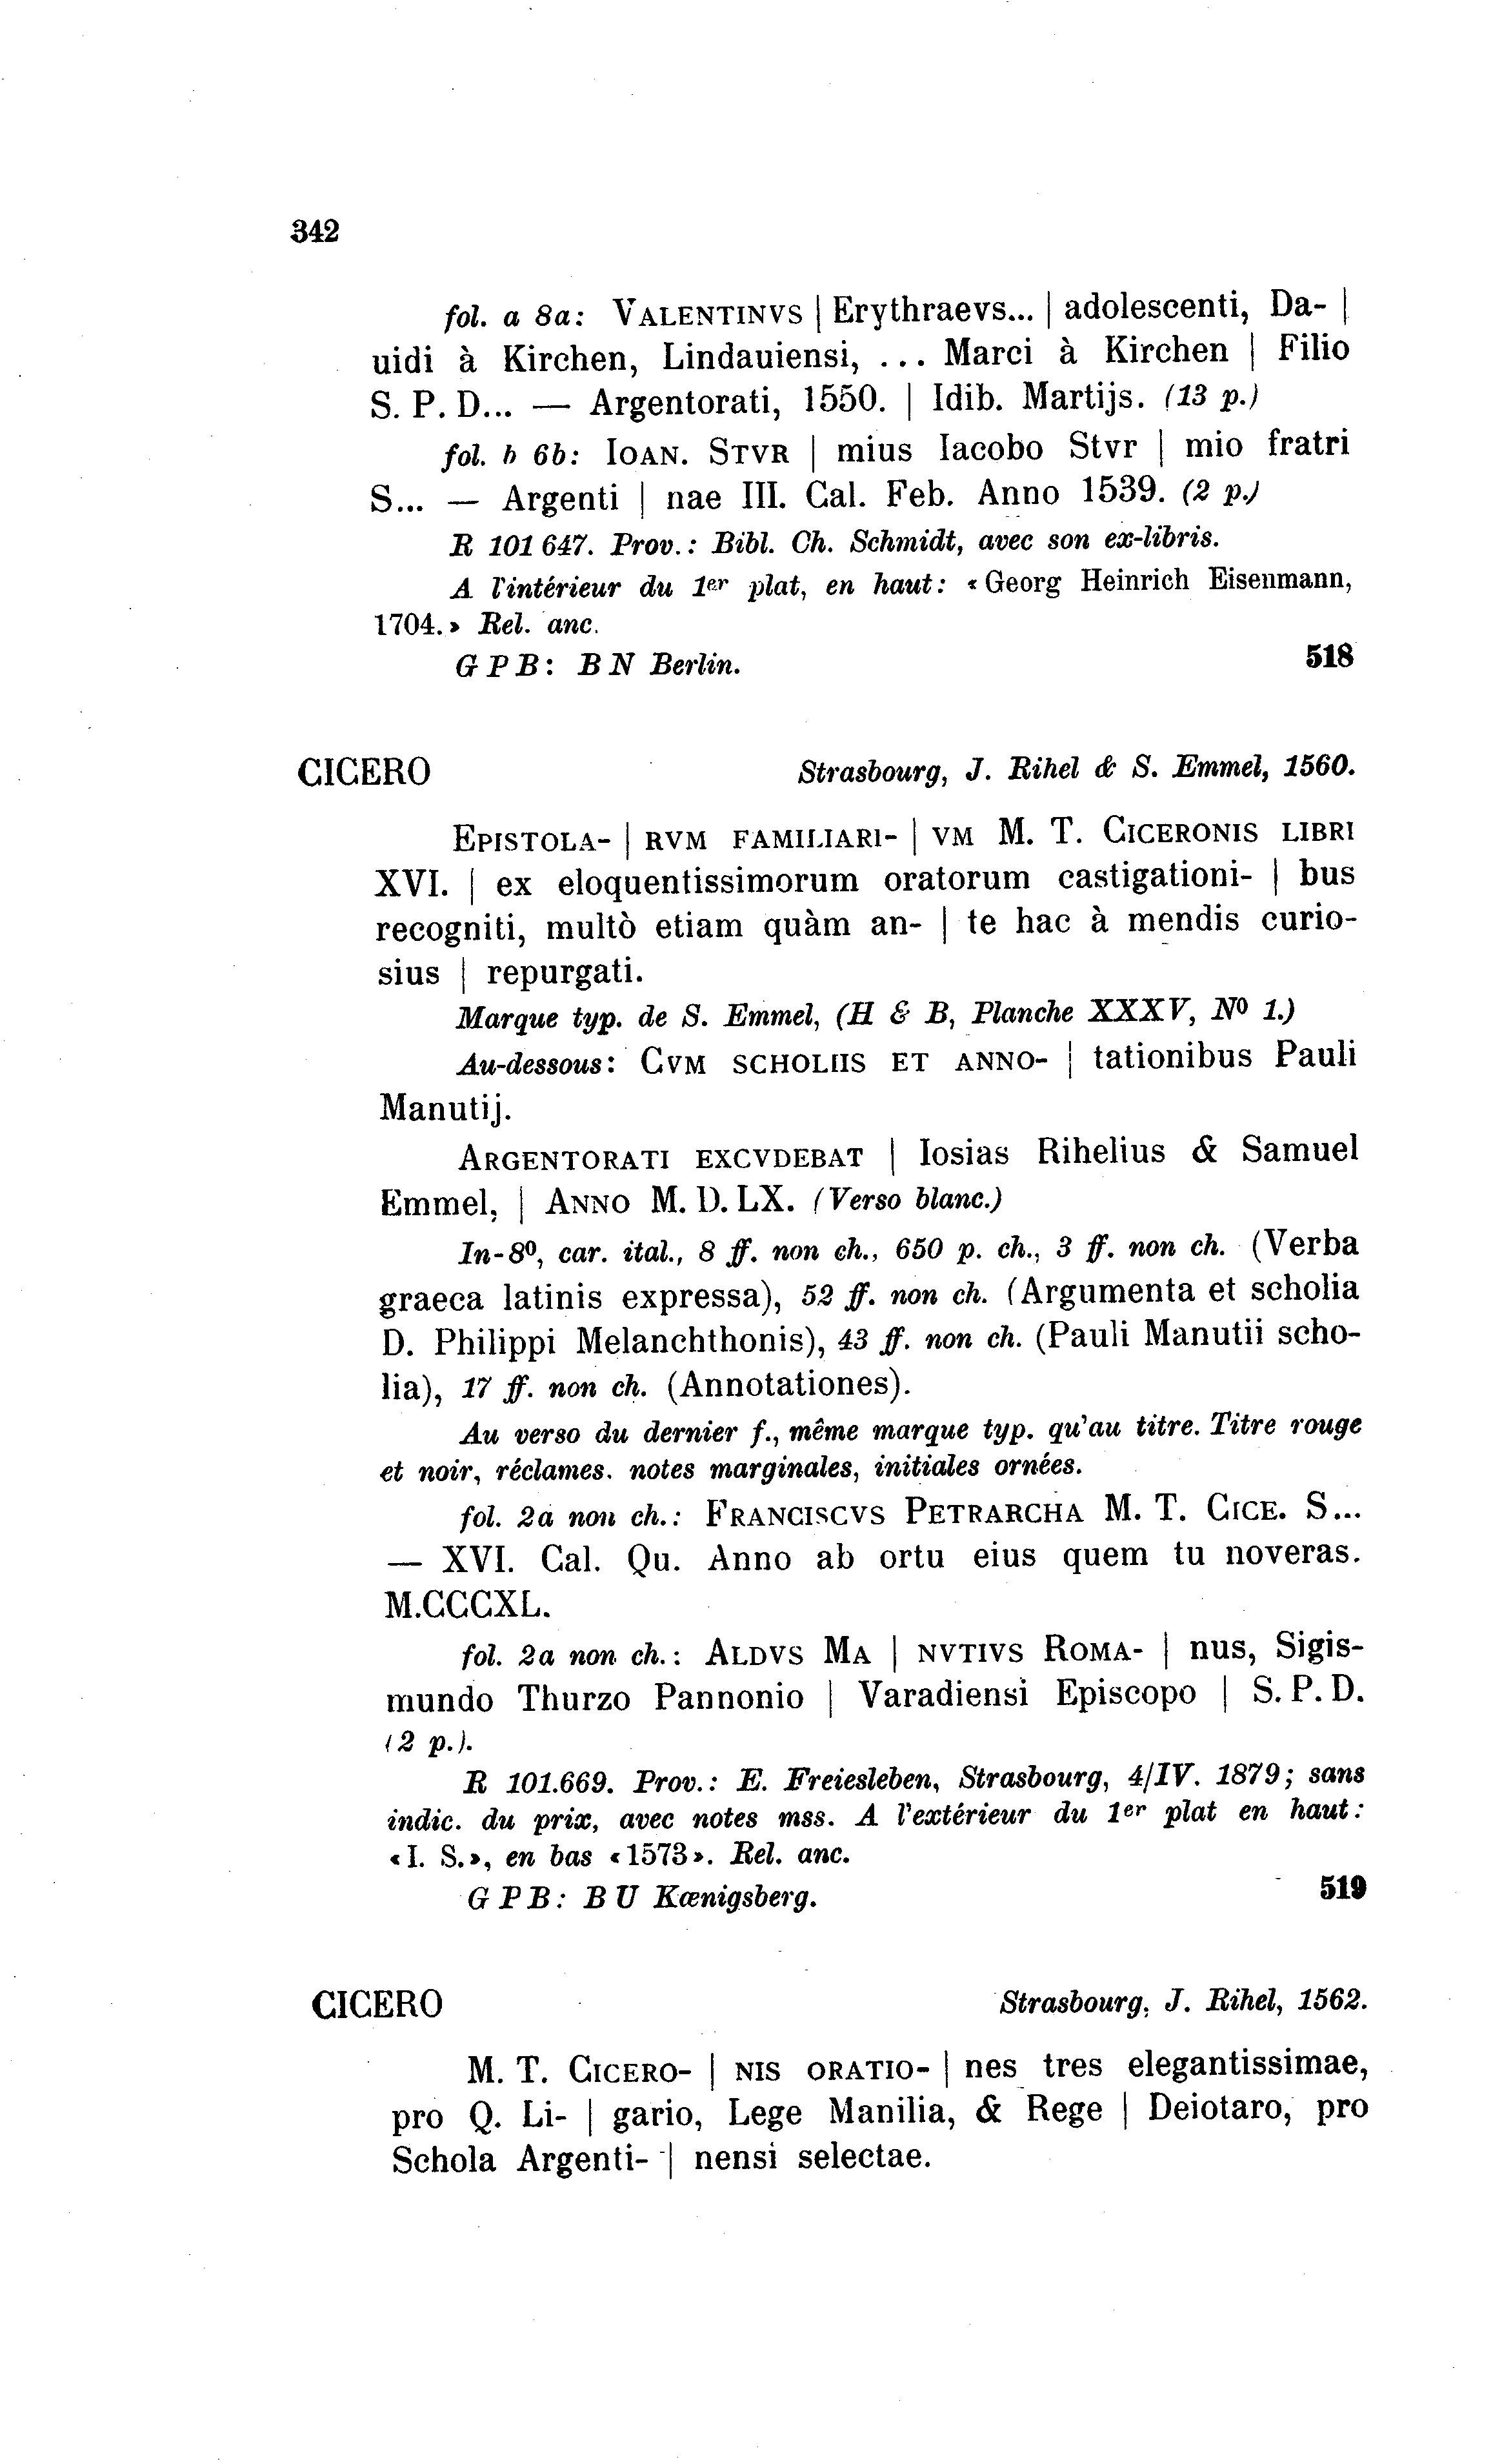 342
fol. a 8a: VALENTINVS | Erythraevs... | adolescenti, Da- |
uidi à Kirchen, Lindauiensi, ... Marci à Kirchen | Filio
S. P. D... — Argentorati, 1550. | Idib. Martijs. (13 p.)
fol. b 6b: IOAN. STVR | mius Iacobo Stvr | mio fratri
S... — Argenti | nae III. Cal. Feb. Anno 1539. (2 p.)
R 101 647. Prov.: Bibl. Ch. Schmidt, avec son ex-libris.
A l'intérieur du 1er plat, en haut: «Georg Heinrich Eisenmann,
1704.» Rel. anc.
G P B: B N Berlin. 518
CICERO Strasbourg, J. Rihel & S. Emmel, 1560.
EPISTOLA- | RVM FAMILIARI- | VM M. T. CICERONIS LIBRI
XVI. | ex eloquentissimorum oratorum castigationi- | bus
recogniti, multò etiam quàm an- | te hac à mendis curio-
sius | repurgati.
Marque typ. de S. Emmel, (H & B, Planche XXXV, No 1.)
Au-dessous: CVM SCHOLIIS ET ANNO- | tationibus Pauli
Manutij.
ARGENTORATI EXCVDEBAT | Iosias Rihelius & Samuel
Emmel, | ANNO M. D. LX. (Verso blanc.)
In-8º, car. ital., 8 ff. non ch., 650 p. ch., 3 ff. non ch. (Verba
graeca latinis expressa), 52 ff. non ch. (Argumenta et scholia
D. Philippi Melanchthonis), 43 ff. non ch. (Pauli Manutii scho-
lia), 17 ff. non ch. (Annotationes).
Au verso du dernier f., même marque typ. qu'au titre. Titre rouge
et noir, réclames. notes marginales, initiales ornées.
fol. 2a non ch.: FRANCISCVS PETRARCHA M. T. CICE. S...
— XVI. Cal. Qu. Anno ab ortu eius quem tu noveras.
M.CCCXL.
fol. 2a non ch.: ALDVS MA | NVTIVS ROMA- | nus, Sigis-
mundo Thurzo Pannonio | Varadiensi Episcopo | S. P. D.
(2 p.).
R 101.669. Prov.: E. Freiesleben, Strasbourg, 4/IV. 1879; sans
indic. du prix, avec notes mss. A l'extérieur du 1er plat en haut:
«I. S.», en bas «1573». Rel. anc.
G P B: B U Kœnigsberg. 519
CICERO Strasbourg, J. Rihel, 1562.
M. T. CICERO- | NIS ORATIO- | nes tres elegantissimae,
pro Q. Li- | gario, Lege Manilia, & Rege | Deiotaro, pro
Schola Argenti- | nensi selectae.